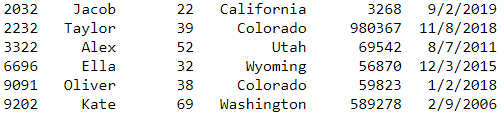 2032 Jacob 22 California 3268 9/2/2019
2232 Taylor 39 Colorado 980367 11/8/2018
3322 Alex 52 Utah 69542 8/7/2011
6696 Ella 32 Wyoming 56870 12/3/2015
9091 Oliver 38 Colorado 59823 1/2/2018
9202 Kate 69 Washington 589278 2/9/2006